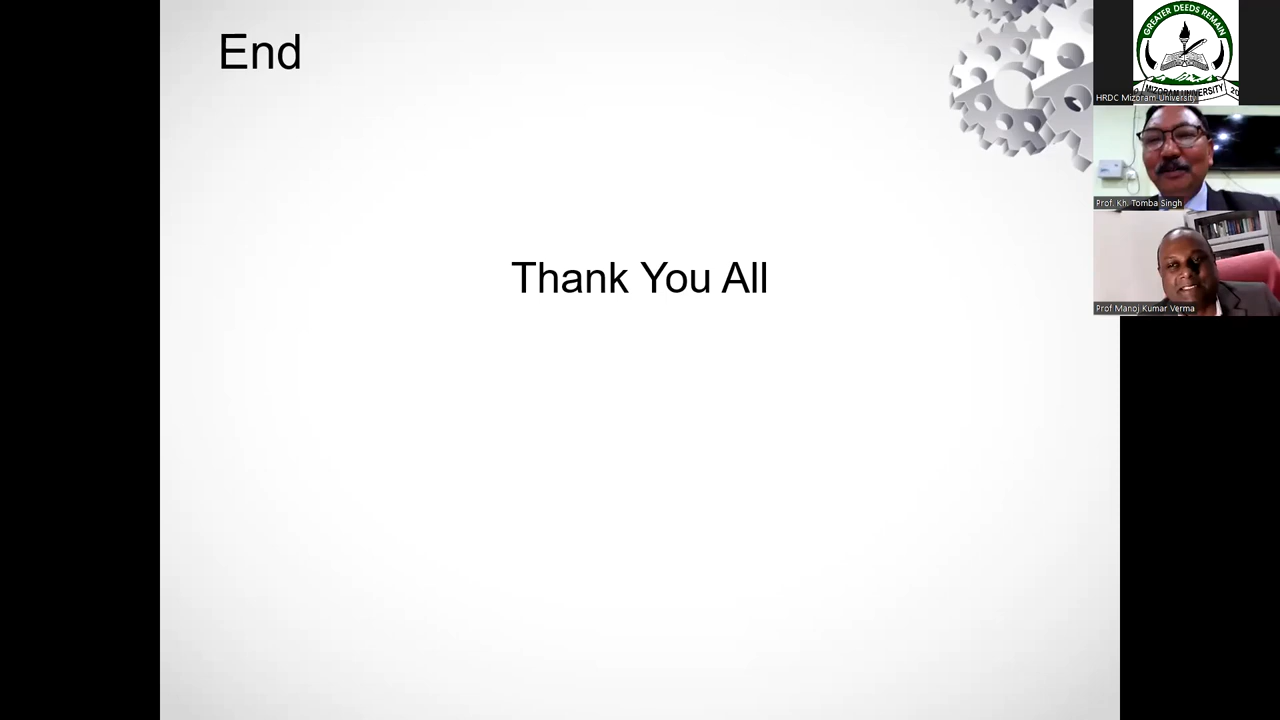 End
Thank You All
GREATER DEEDS REMAIN
MIZORAM UNIVERSITY
HRDC Mizoram University
Prof. Kh. Tomba Singh
Prof Manoj Kumar Verma